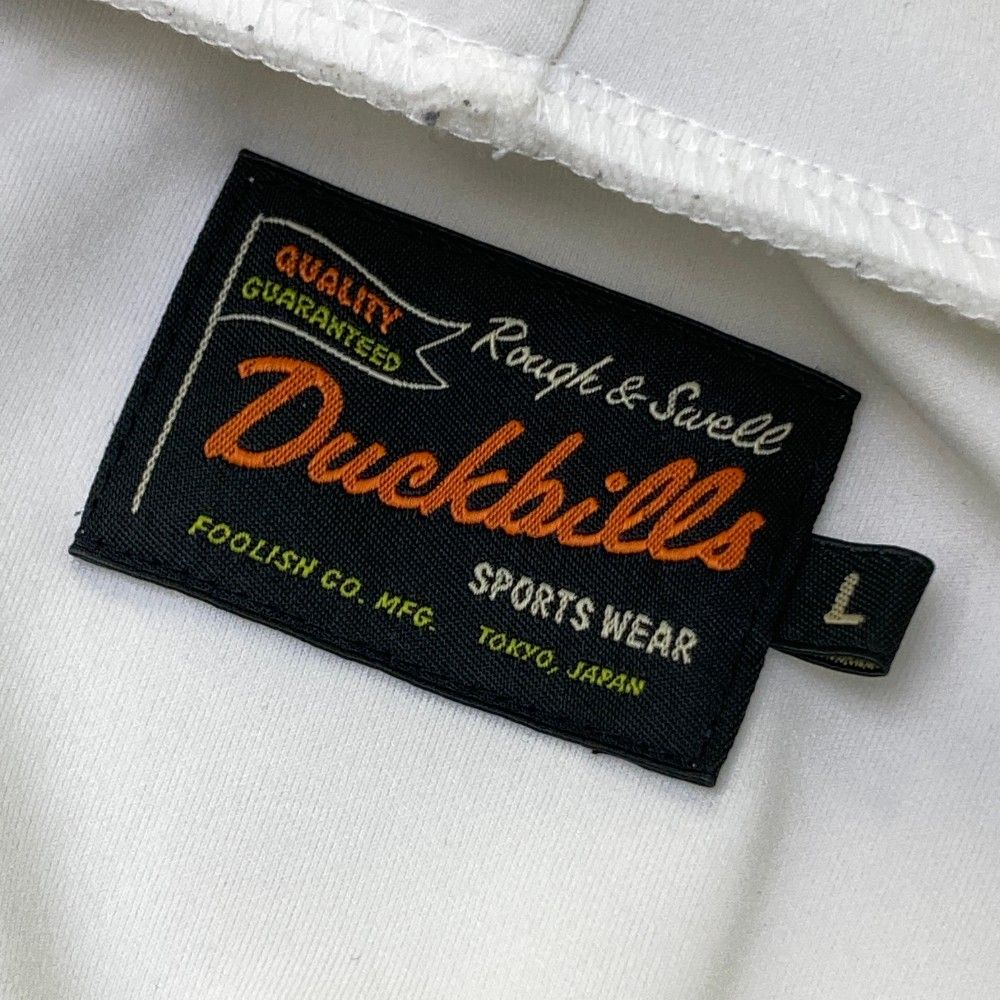 QUALITY
GUARANTEED
Rough & Swell
Duckbills
SPORTS WEAR
FOOLISH CO. MFG.
TOKYO, JAPAN
L